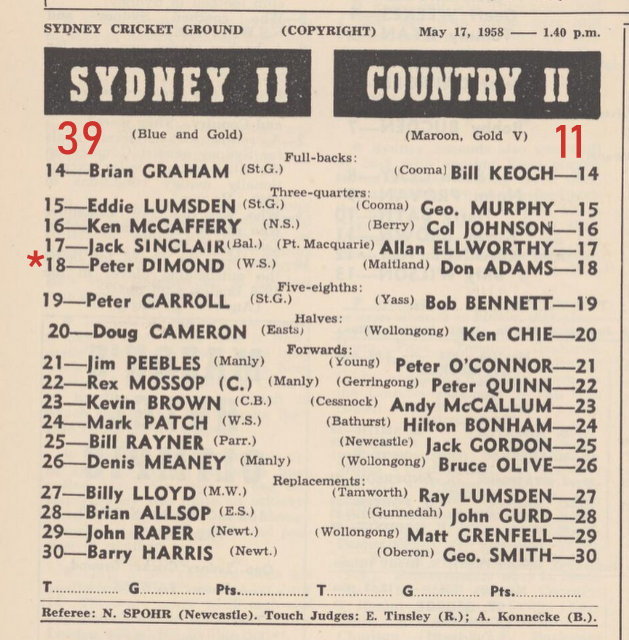 SYDNEY CRICKET GROUND (COPYRIGHT) May 17, 1958 — 1.40 p.m.
SYDNEY II COUNTRY II
39 (Blue and Gold) (Maroon, Gold V) 11
Full-backs:
14—Brian GRAHAM (St.G.) (Cooma) Bill KEOGH—14
Three-quarters:
15—Eddie LUMSDEN (St.G.) (Cooma) Geo. MURPHY—15
16—Ken McCAFFERY (N.S.) (Berry) Col JOHNSON—16
17—Jack SINCLAIR (Bal.) (Pt. Macquarie) Allan ELLWORTHY—17
*18—Peter DIMOND (W.S.) (Maitland) Don ADAMS—18
Five-eighths:
19—Peter CARROLL (St.G.) (Yass) Bob BENNETT—19
Halves:
20—Doug CAMERON (Easts) (Wollongong) Ken CHIE—20
Forwards:
21—Jim PEEBLES (Manly) (Young) Peter O'CONNOR—21
22—Rex MOSSOP (C.) (Manly) (Gerringong) Peter QUINN—22
23—Kevin BROWN (C.B.) (Cessnock) Andy McCALLUM—23
24—Mark PATCH (W.S.) (Bathurst) Hilton BONHAM—24
25—Bill RAYNER (Parr.) (Newcastle) Jack GORDON—25
26—Denis MEANEY (Manly) (Wollongong) Bruce OLIVE—26
Replacements:
27—Billy LLOYD (M.W.) (Tamworth) Ray LUMSDEN—27
28—Brian ALLSOP (E.S.) (Gunnedah) John GURD—28
29—John RAPER (Newt.) (Wollongong) Matt GRENFELL—29
30—Barry HARRIS (Newt.) (Oberon) Geo. SMITH—30
T.................. G.................. Pts.................. T.................. G.................. Pts..................
Referee: N. SPOHR (Newcastle). Touch Judges: E. Tinsley (R.); A. Konnecke (B.).